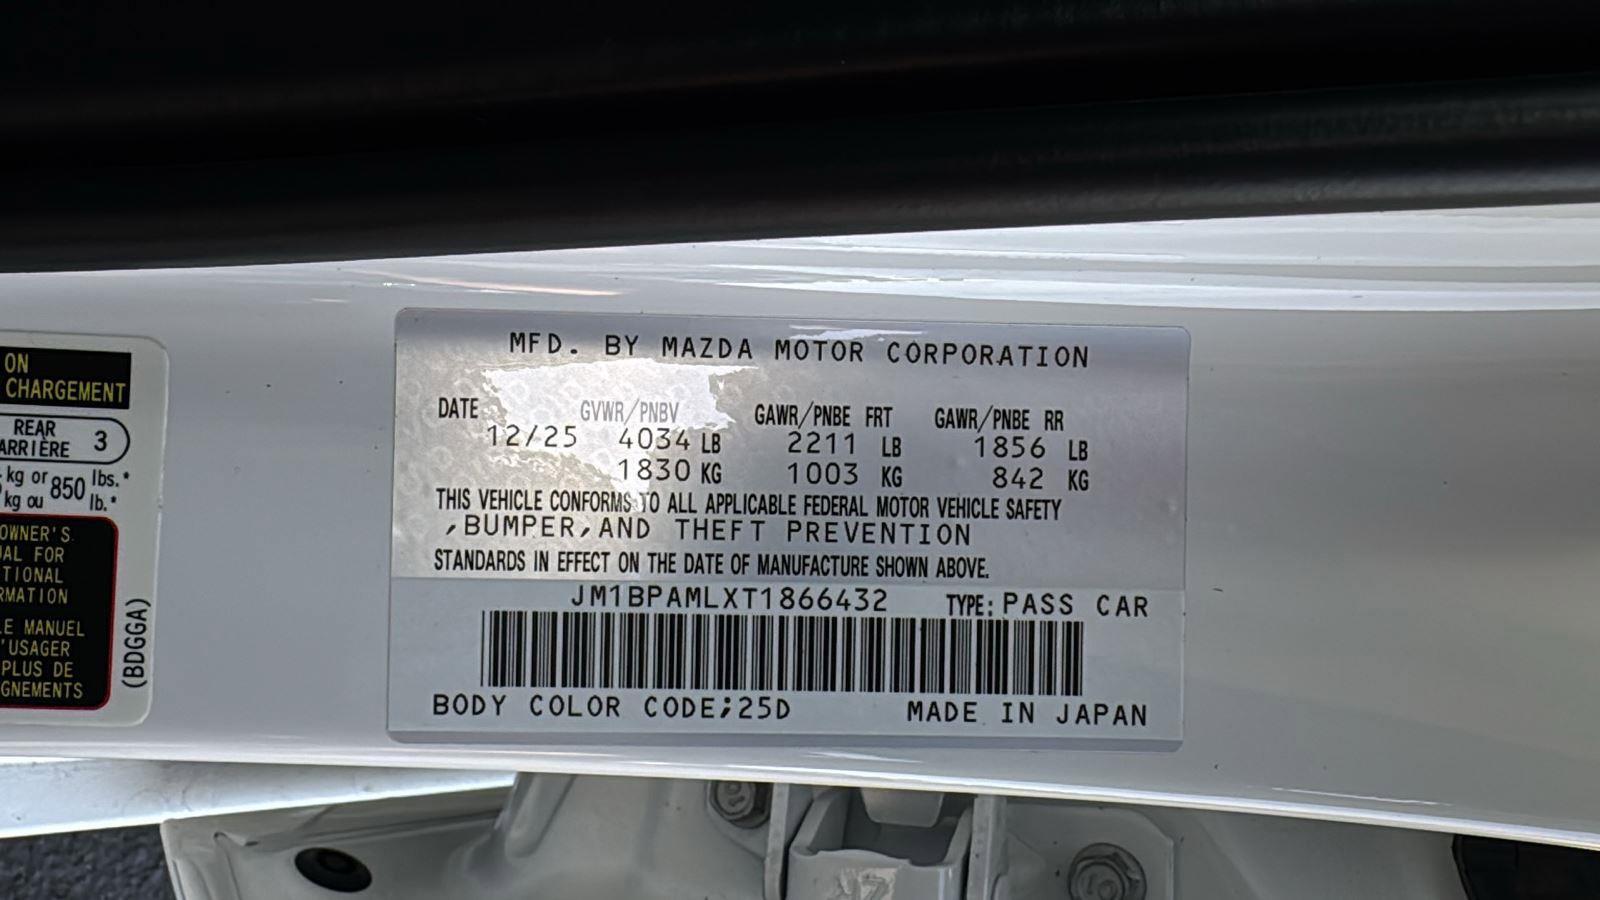 ON
CHARGEMENT
REAR
ARRIÈRE 3
kg or 850 lbs.*
kg ou lb.*
OWNER'S
UAL FOR
TIONAL
RMATION
E MANUEL
'USAGER
PLUS DE
GNEMENTS
(BDGGA)
MFD. BY MAZDA MOTOR CORPORATION
DATE GVWR/PNBV GAWR/PNBE FRT GAWR/PNBE RR
12/25 4034 LB 2211 LB 1856 LB
1830 KG 1003 KG 842 KG
THIS VEHICLE CONFORMS TO ALL APPLICABLE FEDERAL MOTOR VEHICLE SAFETY
,BUMPER,AND THEFT PREVENTION
STANDARDS IN EFFECT ON THE DATE OF MANUFACTURE SHOWN ABOVE.
JM1BPAMLXT1866432 TYPE: PASS CAR
BODY COLOR CODE;25D MADE IN JAPAN